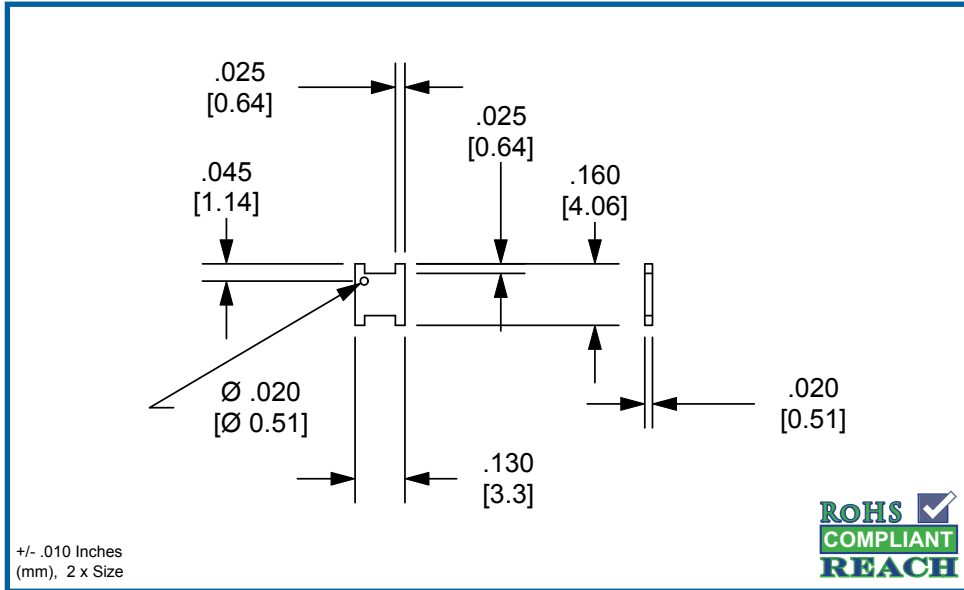 .025
[0.64]
.025
[0.64]
.045
[1.14]
.160
[4.06]
Ø .020
[Ø 0.51]
.020
[0.51]
.130
[3.3]
+/- .010 Inches
(mm), 2 x Size
ROHS
COMPLIANT
REACH